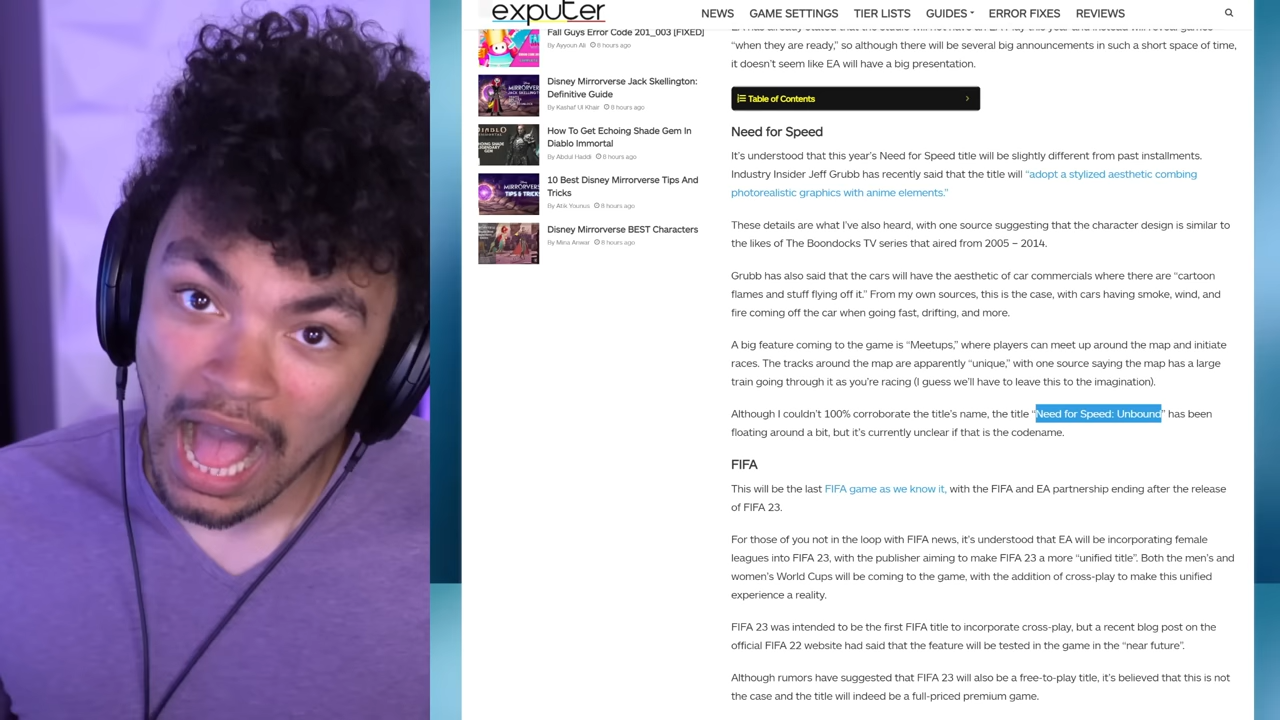 exputer
NEWS GAME SETTINGS TIER LISTS GUIDES ERROR FIXES REVIEWS
Fall Guys Error Code 201_003 [FIXED]
By Ayyoun Ali 8 hours ago
Disney Mirrorverse Jack Skellington:
Definitive Guide
By Kashaf Ul Khair 8 hours ago
How To Get Echoing Shade Gem In
Diablo Immortal
By Abdul Haddi 8 hours ago
10 Best Disney Mirrorverse Tips And
Tricks
By Atik Younus 8 hours ago
Disney Mirrorverse BEST Characters
By Mina Anwar 8 hours ago
“when they are ready,” so although there will be several big announcements in such a short span of time
it doesn’t seem like EA will have a big presentation.
Table of Contents
Need for Speed
It’s understood that this year’s Need for Speed title will be slightly different from past installments.
Industry Insider Jeff Grubb has recently said that the title will “adopt a stylized aesthetic combing
photorealistic graphics with anime elements.”
These details are what I’ve also heard, with one source suggesting that the character design is similar to
the likes of The Boondocks TV series that aired from 2005 – 2014.
Grubb has also said that the cars will have the aesthetic of car commercials where there are “cartoon
flames and stuff flying off it.” From my own sources, this is the case, with cars having smoke, wind, and
fire coming off the car when going fast, drifting, and more.
A big feature coming to the game is “Meetups,” where players can meet up around the map and initiate
races. The tracks around the map are apparently “unique,” with one source saying the map has a large
train going through it as you’re racing (I guess we’ll have to leave this to the imagination).
Although I couldn’t 100% corroborate the title’s name, the title “Need for Speed: Unbound” has been
floating around a bit, but it’s currently unclear if that is the codename.
FIFA
This will be the last FIFA game as we know it, with the FIFA and EA partnership ending after the release
of FIFA 23.
For those of you not in the loop with FIFA news, it’s understood that EA will be incorporating female
leagues into FIFA 23, with the publisher aiming to make FIFA 23 a more “unified title”. Both the men’s and
women’s World Cups will be coming to the game, with the addition of cross-play to make this unified
experience a reality.
FIFA 23 was intended to be the first FIFA title to incorporate cross-play, but a recent blog post on the
official FIFA 22 website had said that the feature will be tested in the game in the “near future”.
Although rumors have suggested that FIFA 23 will also be a free-to-play title, it’s believed that this is not
the case and the title will indeed be a full-priced premium game.